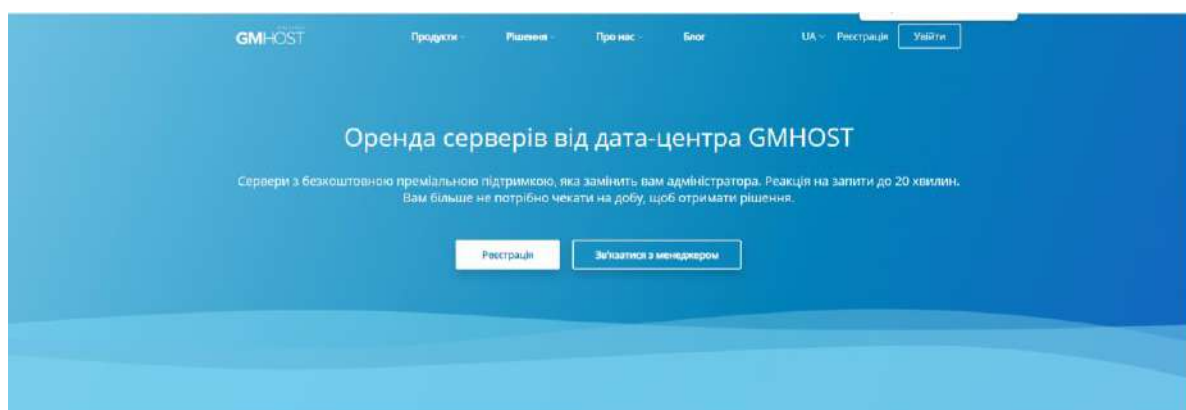 GMHOST
Продукти Рішення Про нас Блог UA Реєстрація Увійти
Оренда серверів від дата-центра GMHOST
Сервери з безкоштовною преміальною підтримкою, яка замінить вам адміністратора. Реакція на запити до 20 хвилин.
Вам більше не потрібно чекати на добу, щоб отримати рішення.
Реєстрація Зв'язатися з менеджером